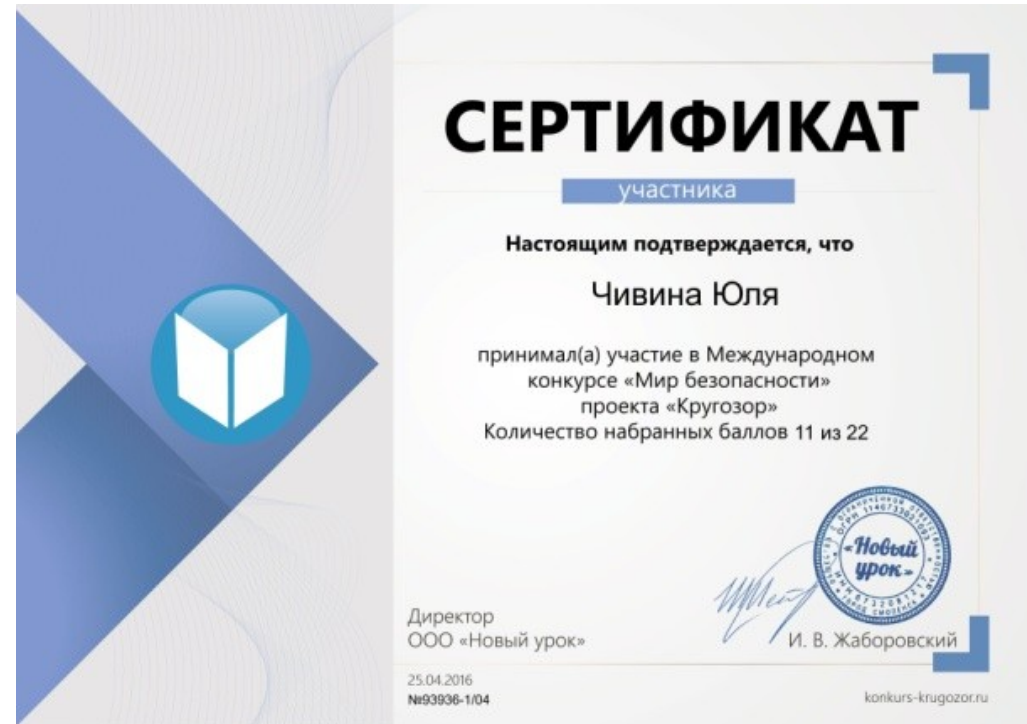 СЕРТИФИКАТ
участника
Настоящим подтверждается, что
Чивина Юля
принимал(а) участие в Международном
конкурсе «Мир безопасности»
проекта «Кругозор»
Количество набранных баллов 11 из 22
«Новый
урок»
Директор
ООО «Новый урок»
И. В. Жаборовский
25.04.2016
№93936-1/04
konkurs-krugozor.ru